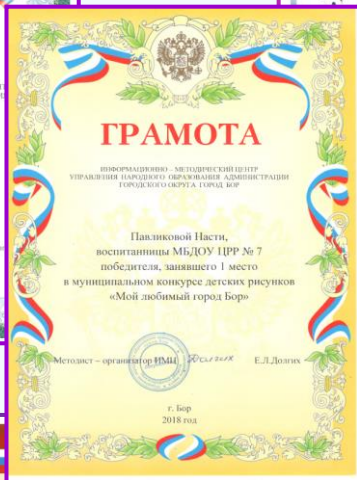 ГРАМОТА
ИНФОРМАЦИОННО – МЕТОДИЧЕСКИЙ ЦЕНТР
УПРАВЛЕНИЯ НАРОДНОГО ОБРАЗОВАНИЯ АДМИНИСТРАЦИИ
ГОРОДСКОГО ОКРУГА ГОРОД БОР
Павликовой Насти,
воспитанницы МБДОУ ЦРР № 7
победителя, занявшего 1 место
в муниципальном конкурсе детских рисунков
«Мой любимый город Бор»
Методист – организатор ИМЦ Е.Л.Долгих
г. Бор
2018 год